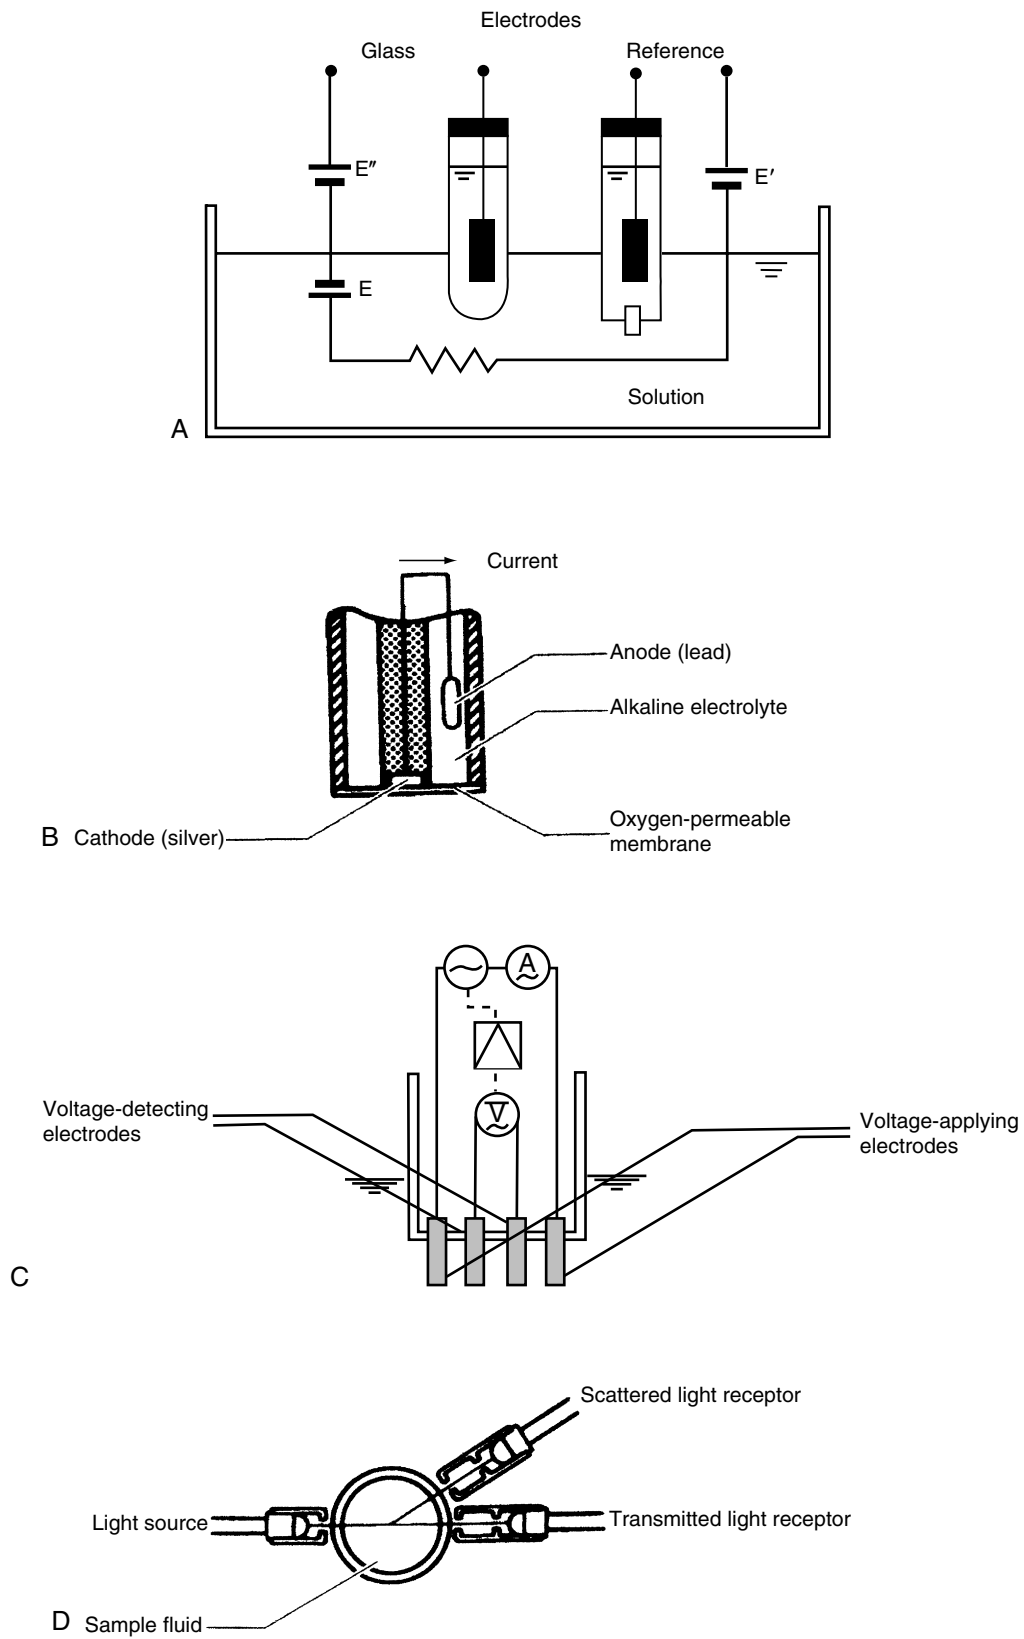 Electrodes
Glass
Reference
E″
E′
E
Solution
A
Current
Anode (lead)
Alkaline electrolyte
Oxygen-permeable
membrane
B
Cathode (silver)
A
V
Voltage-detecting
electrodes
Voltage-applying
electrodes
C
Scattered light receptor
Light source
Transmitted light receptor
D
Sample fluid